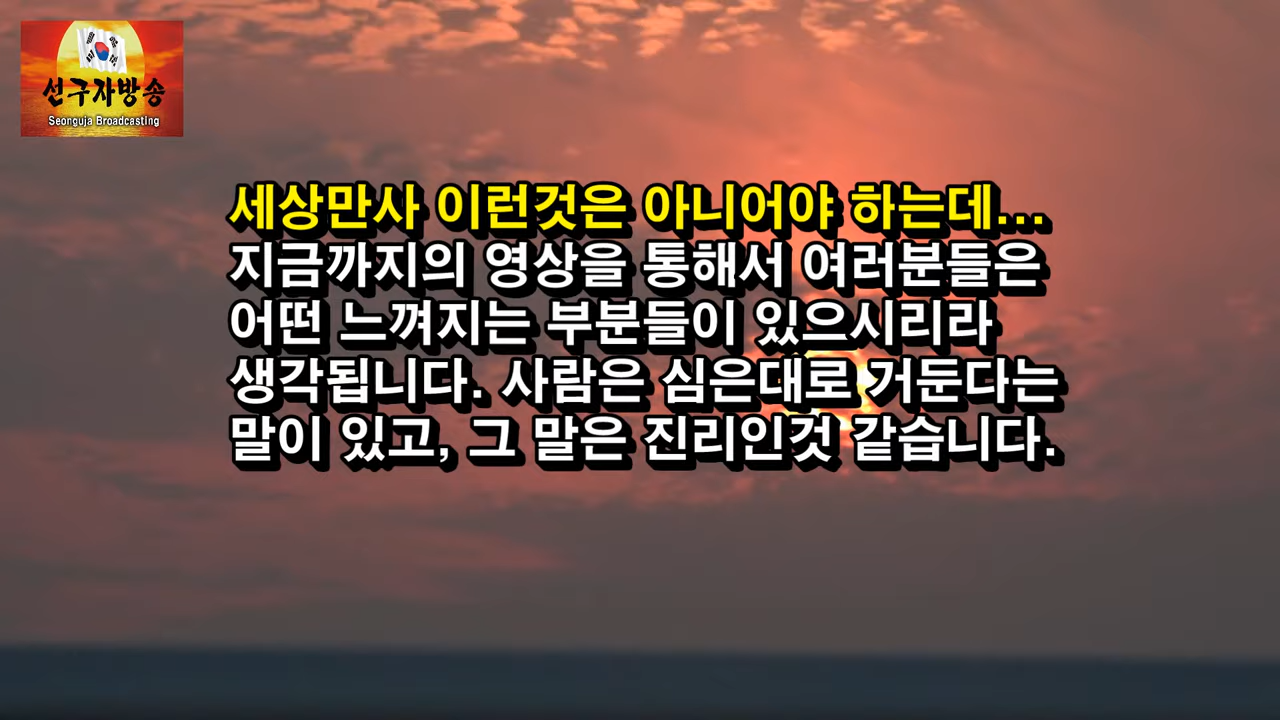 선구자방송
Seonguja Broadcasting
세상만사 이런것은 아니어야 하는데...
지금까지의 영상을 통해서 여러분들은
어떤 느껴지는 부분들이 있으시리라
생각됩니다. 사람은 심은대로 거둔다는
말이 있고, 그 말은 진리인것 같습니다.